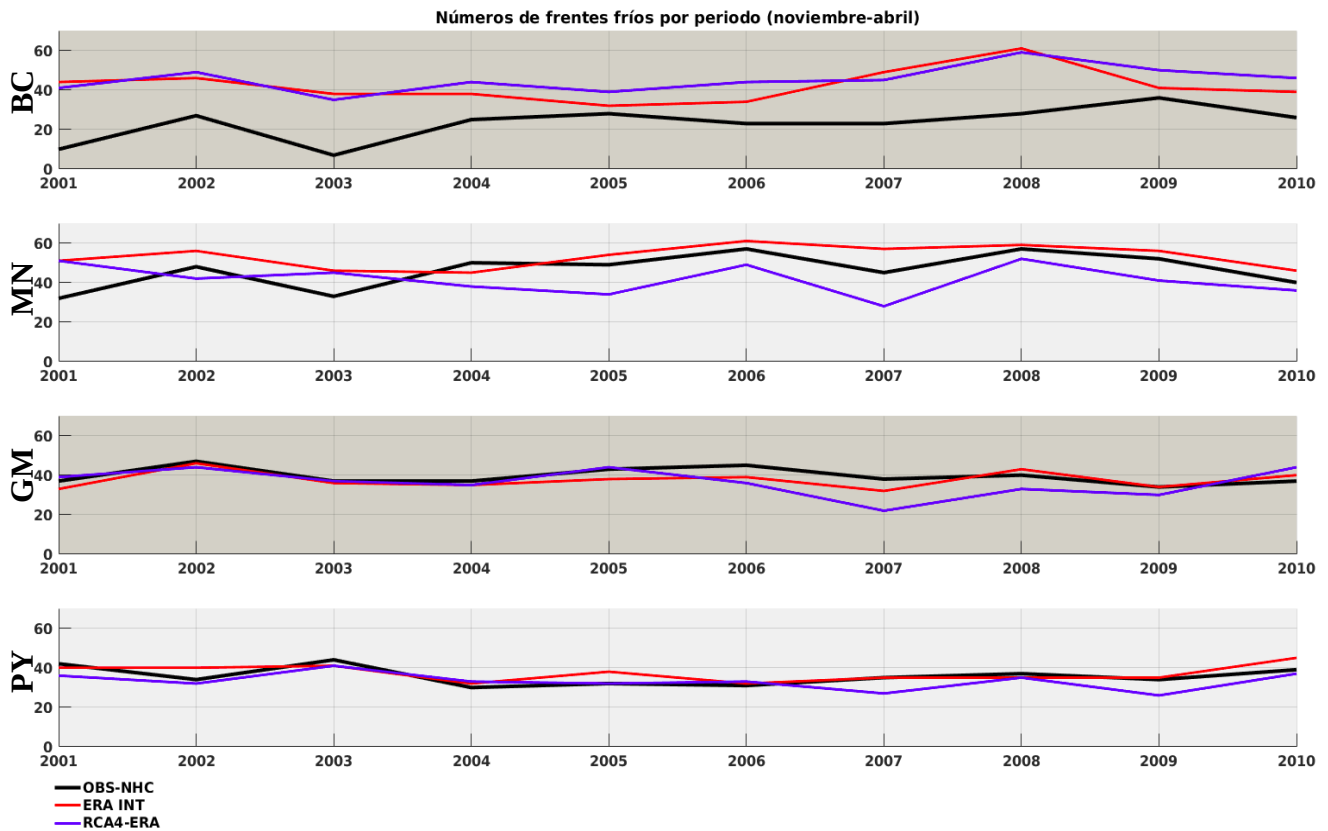 Números de frentes fríos por periodo (noviembre-abril)
BC
60
40
20
0
2001 2002 2003 2004 2005 2006 2007 2008 2009 2010
MN
60
40
20
0
2001 2002 2003 2004 2005 2006 2007 2008 2009 2010
GM
60
40
20
0
2001 2002 2003 2004 2005 2006 2007 2008 2009 2010
PY
60
40
20
0
2001 2002 2003 2004 2005 2006 2007 2008 2009 2010
OBS-NHC
ERA INT
RCA4-ERA